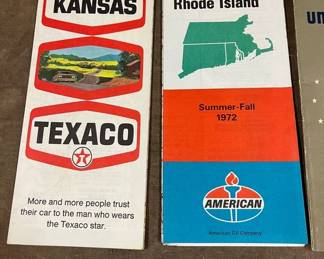 KANSAS
TEXACO
T
More and more people trust
their car to the man who wears
the Texaco star.
Rhode Island
Summer-Fall
1972
AMERICAN
American Oil Company
un